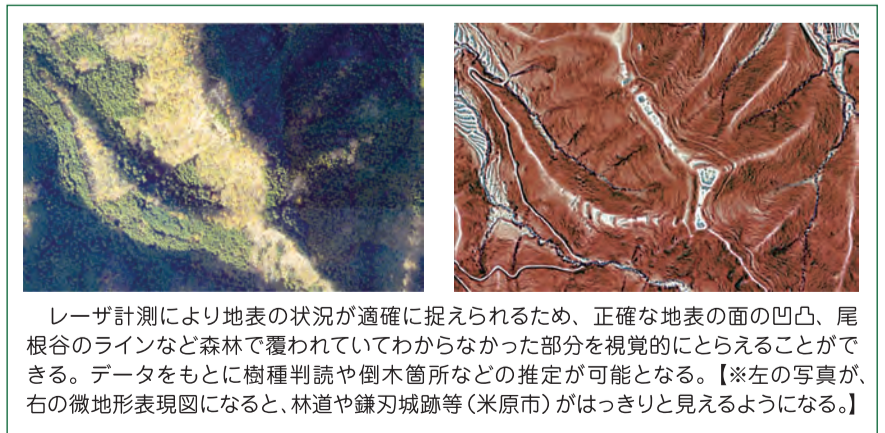 レーザ計測により地表の状況が適確に捉えられるため、正確な地表の面の凹凸、尾
根谷のラインなど森林で覆われていてわからなかった部分を視覚的にとらえることがで
きる。データをもとに樹種判読や倒木箇所などの推定が可能となる。【※左の写真が、
右の微地形表現図になると、林道や鎌刃城跡等（米原市）がはっきりと見えるようになる。】